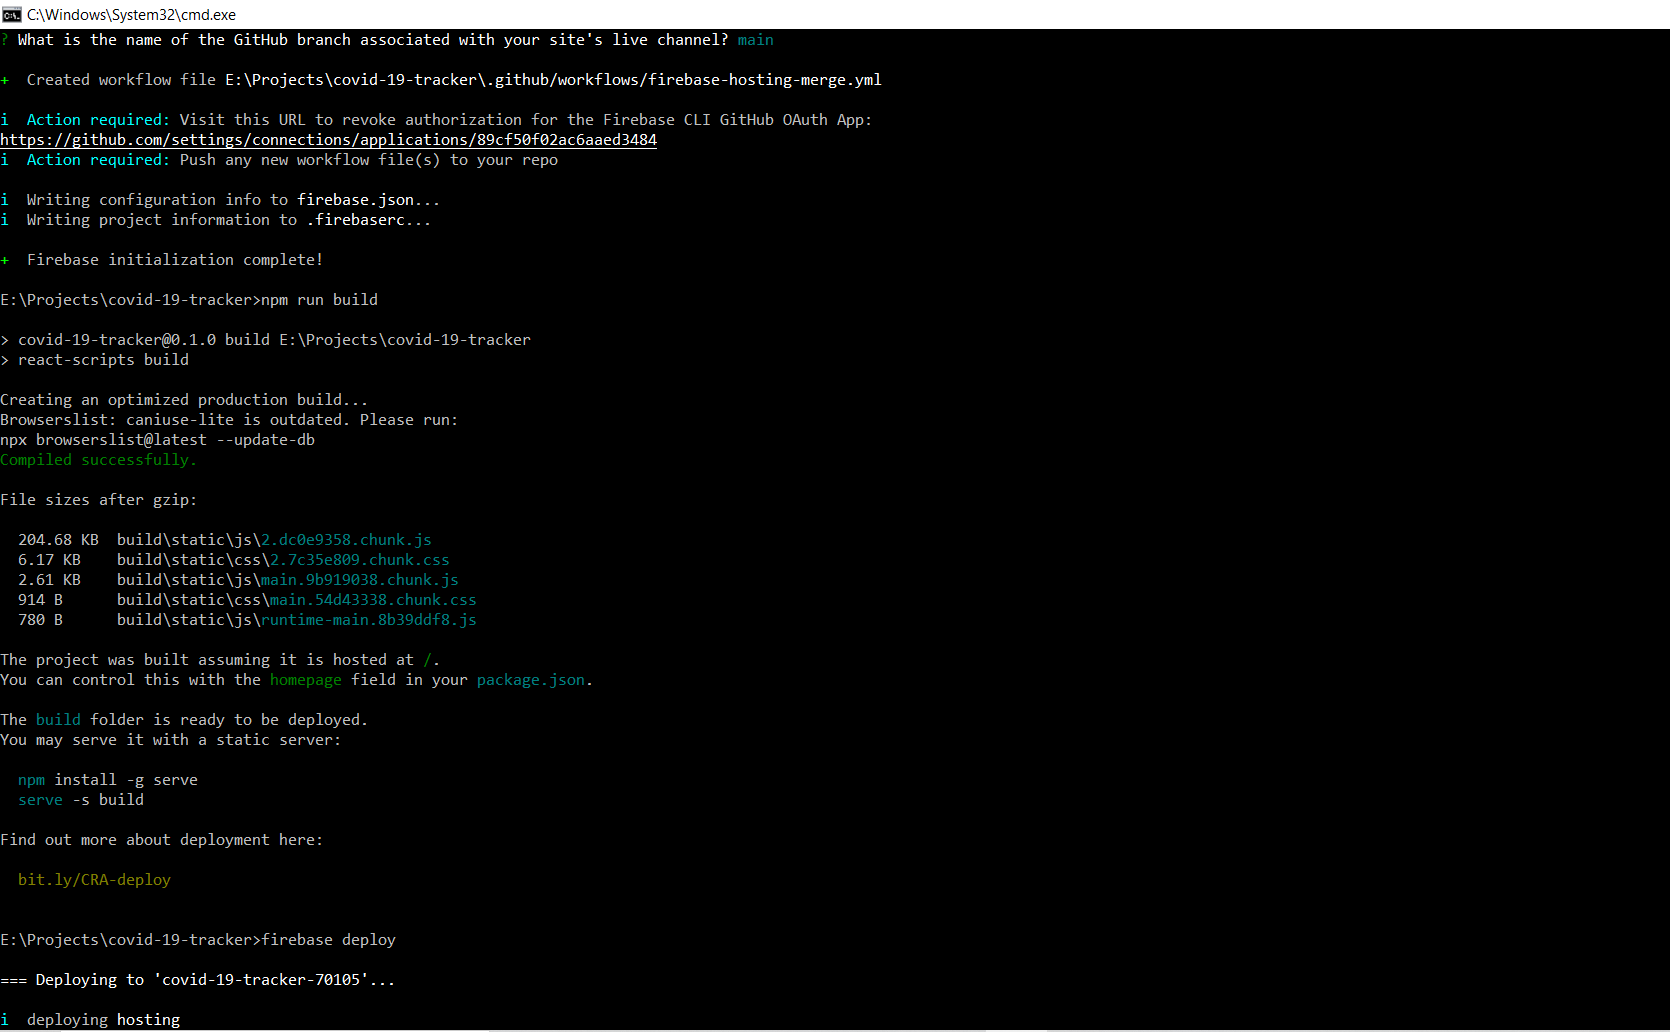 C:\Windows\System32\cmd.exe
? What is the name of the GitHub branch associated with your site's live channel? main
+  Created workflow file E:\Projects\covid-19-tracker\.github/workflows/firebase-hosting-merge.yml
i  Action required: Visit this URL to revoke authorization for the Firebase CLI GitHub OAuth App:
https://github.com/settings/connections/applications/89cf50f02ac6aaed3484
i  Action required: Push any new workflow file(s) to your repo
i  Writing configuration info to firebase.json...
i  Writing project information to .firebaserc...
+  Firebase initialization complete!
E:\Projects\covid-19-tracker>npm run build
> covid-19-tracker@0.1.0 build E:\Projects\covid-19-tracker
> react-scripts build
Creating an optimized production build...
Browserslist: caniuse-lite is outdated. Please run:
npx browserslist@latest --update-db
Compiled successfully.
File sizes after gzip:
  204.68 KB  build\static\js\2.dc0e9358.chunk.js
  6.17 KB    build\static\css\2.7c35e809.chunk.css
  2.61 KB    build\static\js\main.9b919038.chunk.js
  914 B      build\static\css\main.54d43338.chunk.css
  780 B      build\static\js\runtime-main.8b39ddf8.js
The project was built assuming it is hosted at /.
You can control this with the homepage field in your package.json.
The build folder is ready to be deployed.
You may serve it with a static server:
  npm install -g serve
  serve -s build
Find out more about deployment here:
  bit.ly/CRA-deploy
E:\Projects\covid-19-tracker>firebase deploy
=== Deploying to 'covid-19-tracker-70105'...
i  deploying hosting